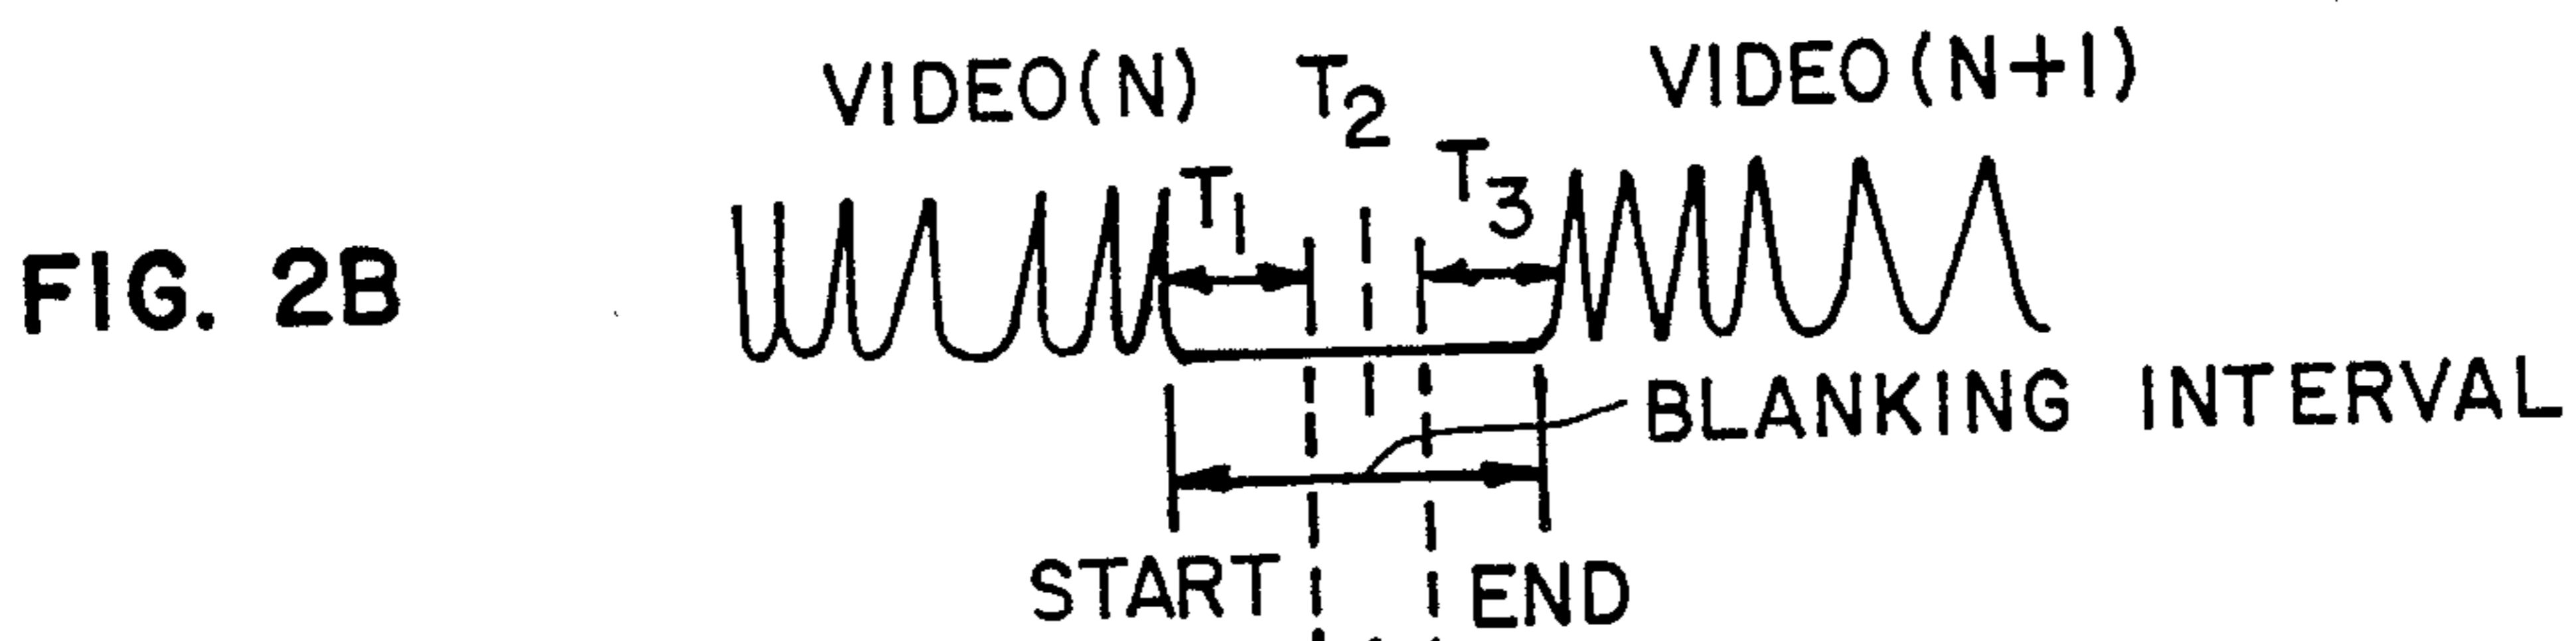 VIDEO(N)
T2
VIDEO(N+1)
T1
T3
FIG. 2B
BLANKING INTERVAL
START
END